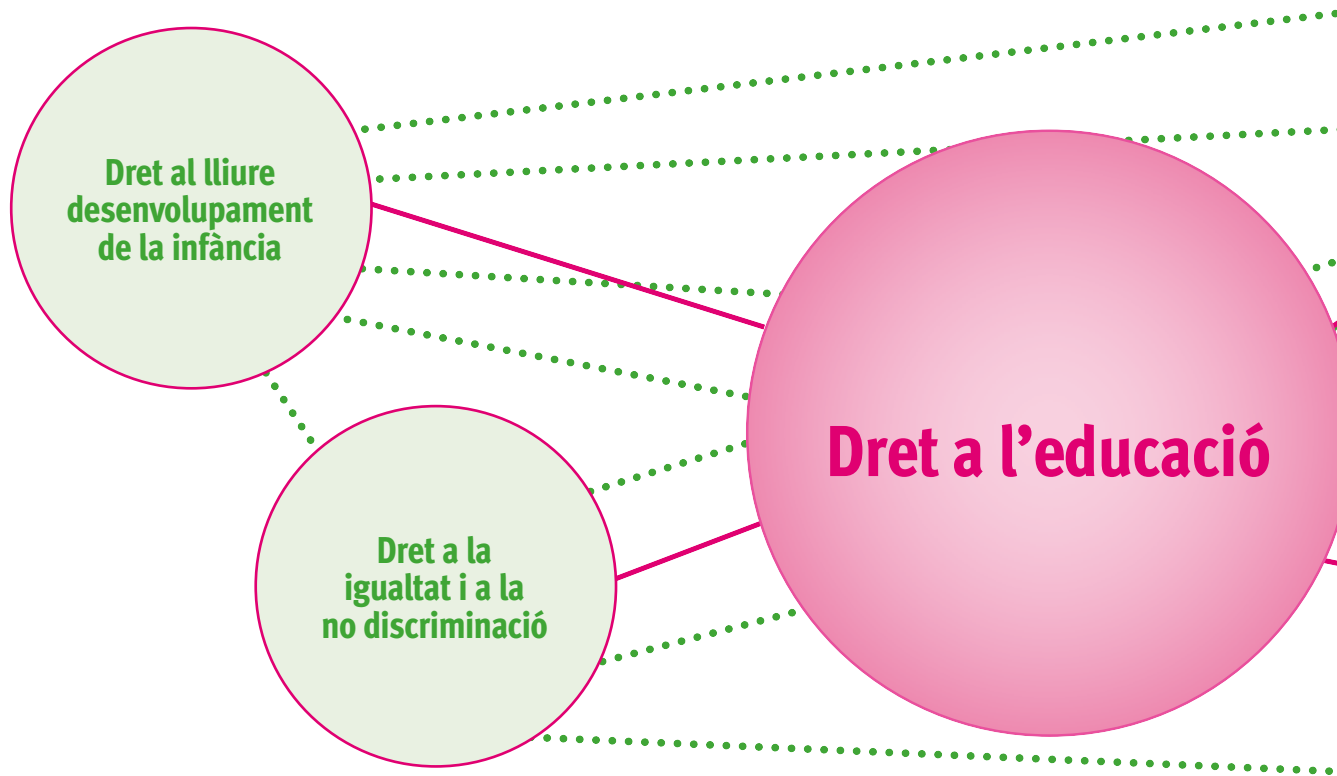 Dret al lliure
desenvolupament
de la infància
Dret a l’educació
Dret a la
igualtat i a la
no discriminació